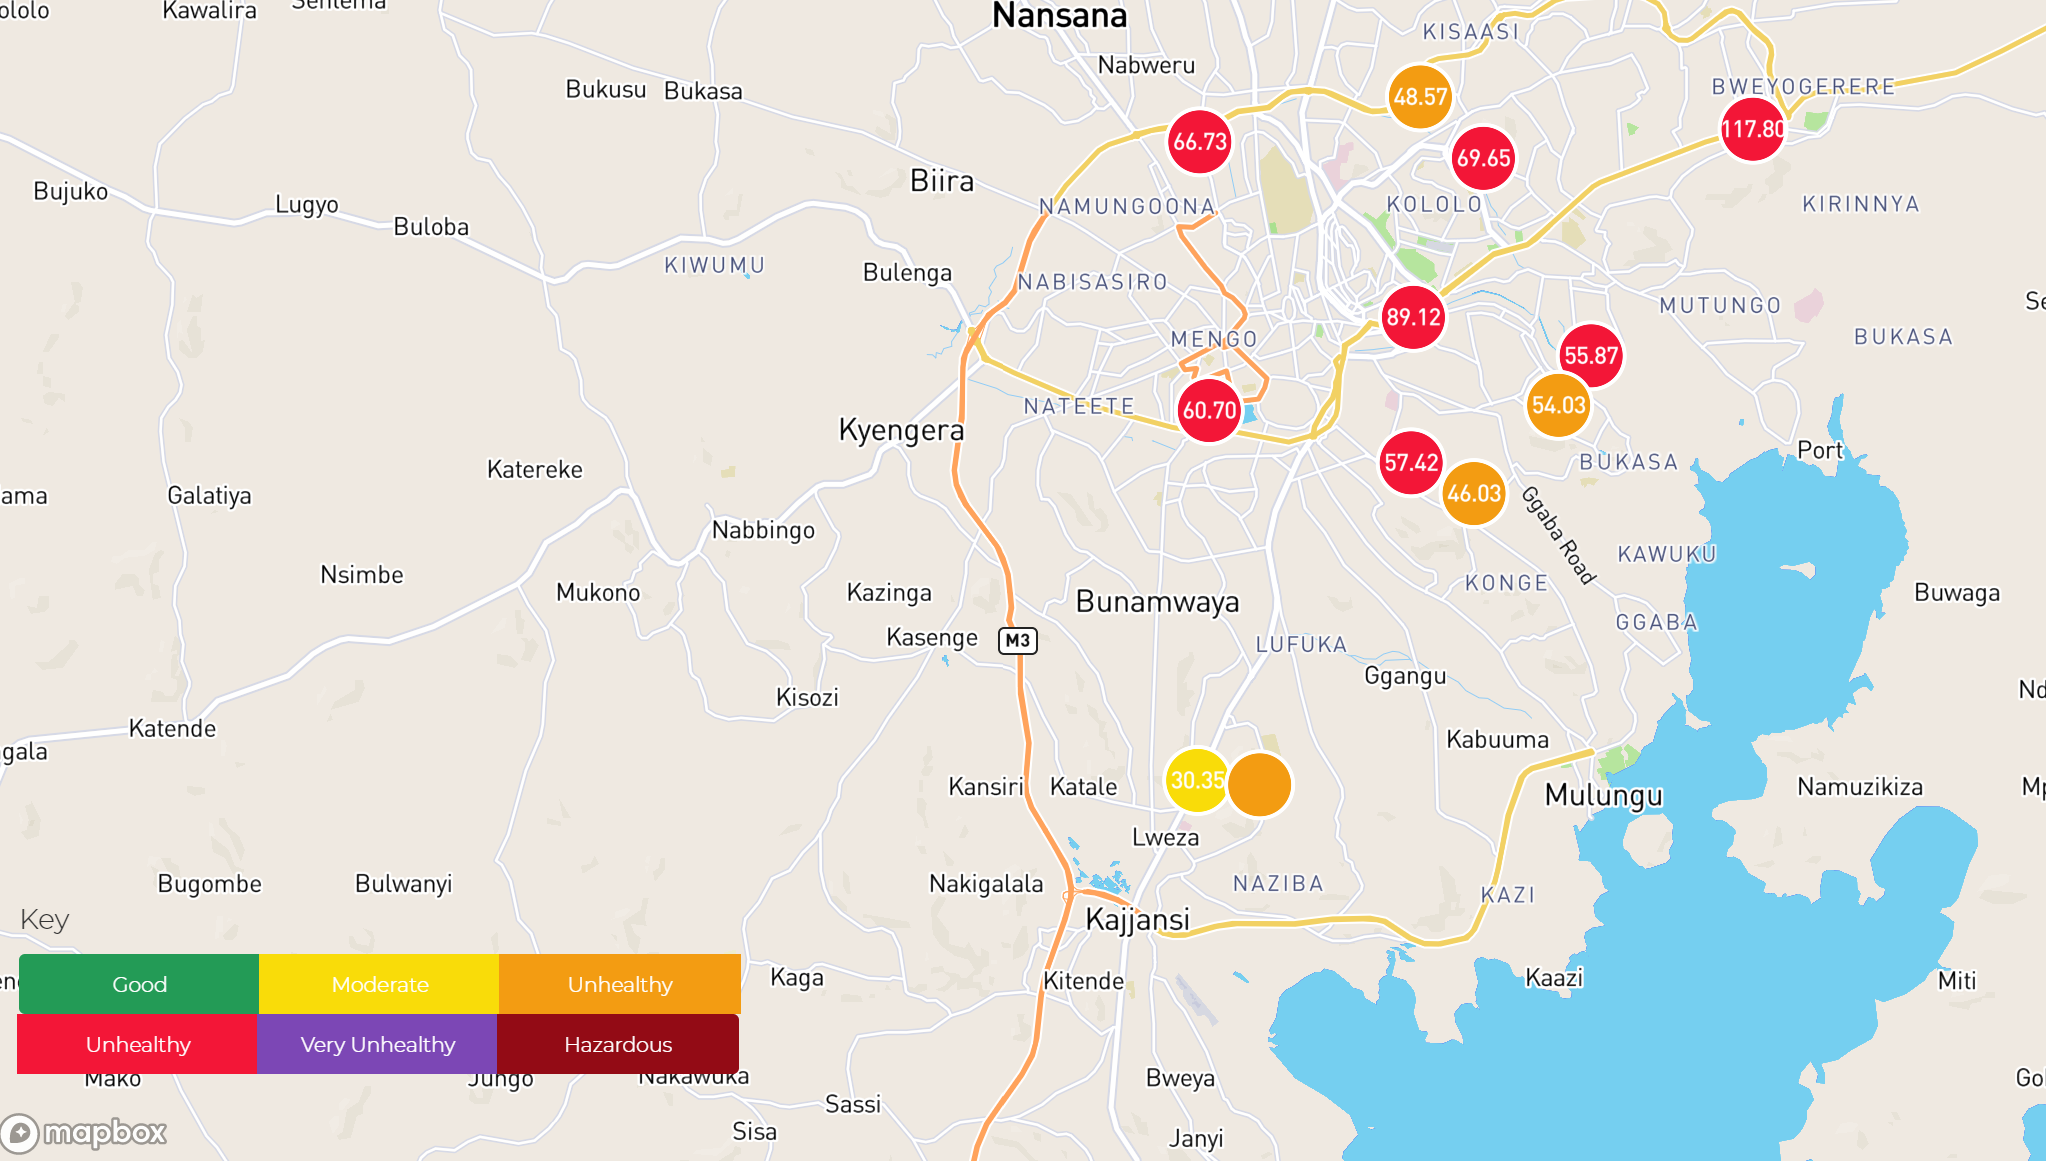 ololo
Kawalira
Sentema
Nansana
KISAASI
Nabweru
Bukusu
Bukasa
48.57
BWEYOGERERE
66.73
117.80
69.65
Biira
Bujuko
Lugyo
NAMUNGOONA
KOLOLO
KIRINNYA
Buloba
KIWUMU
Bulenga
NABISASIRO
MUTUNGO
Se
89.12
MENGO
BUKASA
55.87
NATEETE
60.70
54.03
Kyengera
Port
Katereke
57.42
BUKASA
ama
Galatiya
46.03
Ggaba Road
Nabbingo
KAWUKU
Nsimbe
KONGE
Mukono
Kazinga
Bunamwaya
Buwaga
GGABA
Kasenge
M3
LUFUKA
Ggangu
Nd
Kisozi
Katende
Kabuuma
gala
30.35
Kansiri
Katale
Mulungu
Namuzikiza
Mp
Lweza
Bugombe
Bulwanyi
Nakigalala
NAZIBA
KAZI
Key
Kajjansi
Kaga
Kitende
Kaazi
Miti
en
Good
Moderate
Unhealthy
Unhealthy
Very Unhealthy
Hazardous
Mako
Jungo
Nakawuka
Bweya
Gol
Sassi
mapbox
Sisa
Janyi